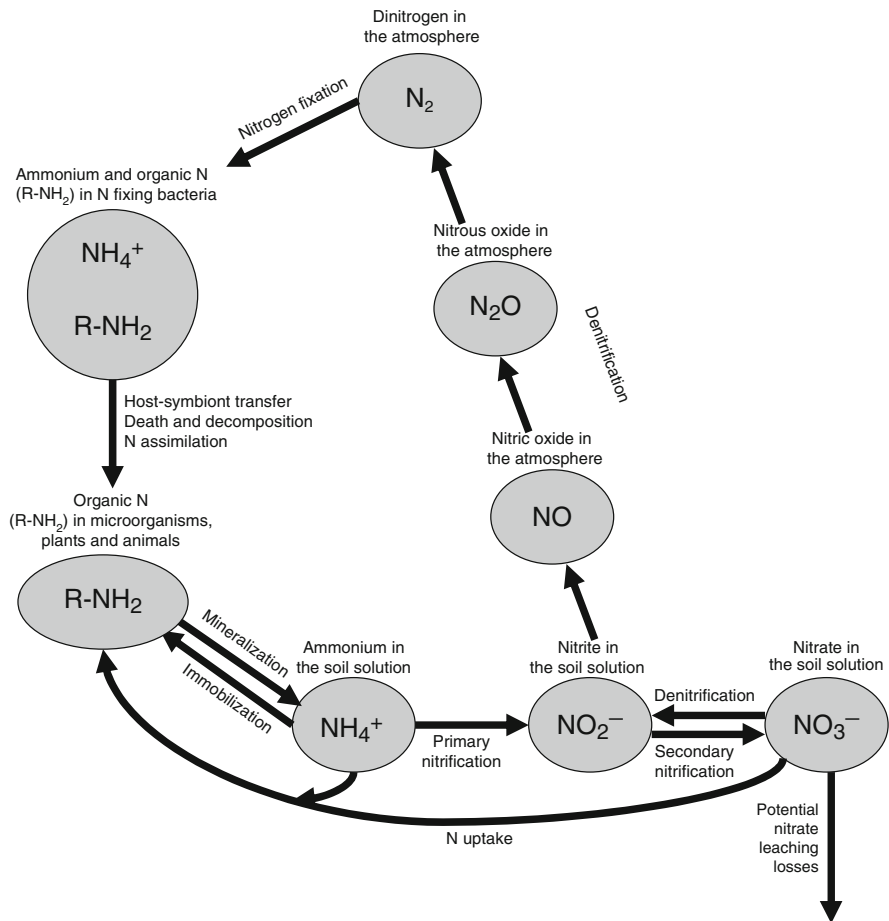 Dinitrogen in
the atmosphere
N₂
Nitrogen fixation
Ammonium and organic N
(R-NH₂) in N fixing bacteria
NH₄⁺
R-NH₂
Nitrous oxide in
the atmosphere
N₂O
Denitrification
Host-symbiont transfer
Death and decomposition
N assimilation
Nitric oxide in
the atmosphere
NO
Organic N
(R-NH₂) in microorganisms,
plants and animals
R-NH₂
Mineralization
Immobilization
Ammonium in
the soil solution
NH₄⁺
Primary
nitrification
Nitrite in
the soil solution
NO₂⁻
Denitrification
Secondary
nitrification
Nitrate in
the soil solution
NO₃⁻
N uptake
Potential
nitrate
leaching
losses